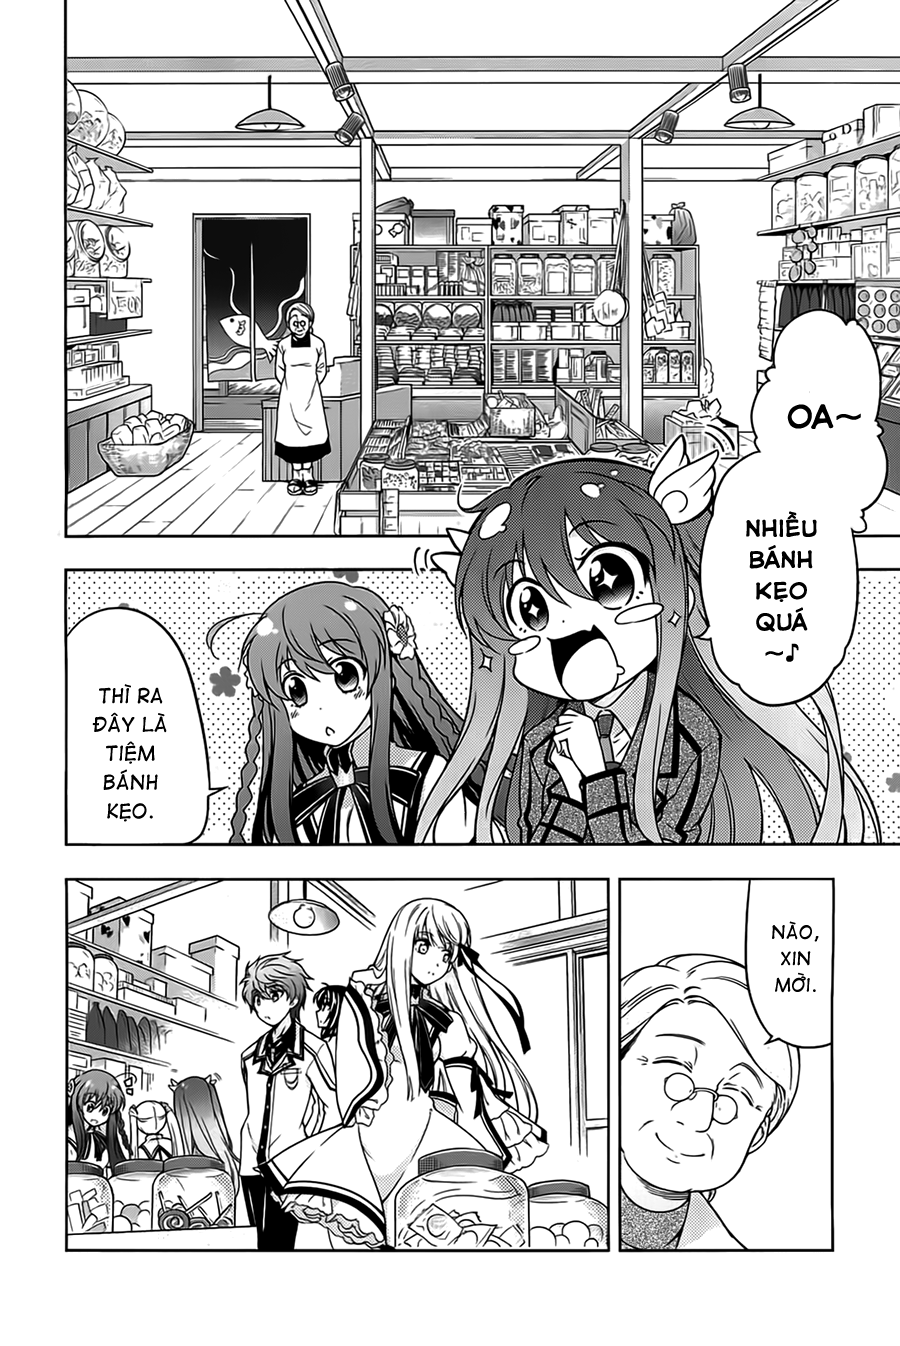 OA~
NHIỀU
BÁNH
KẸO
QUÁ
~♪
THÌ RA
ĐÂY LÀ
TIỆM
BÁNH
KẸO.
NÀO,
XIN
MỜI.